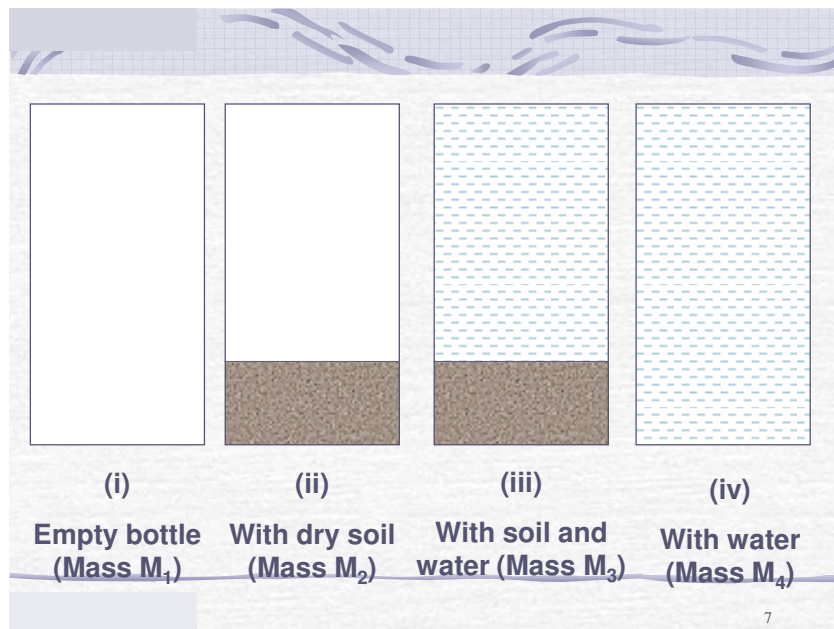 (i)
Empty bottle
(Mass M₁)
(ii)
With dry soil
(Mass M₂)
(iii)
With soil and
water (Mass M₃)
(iv)
With water
(Mass M₄)
7